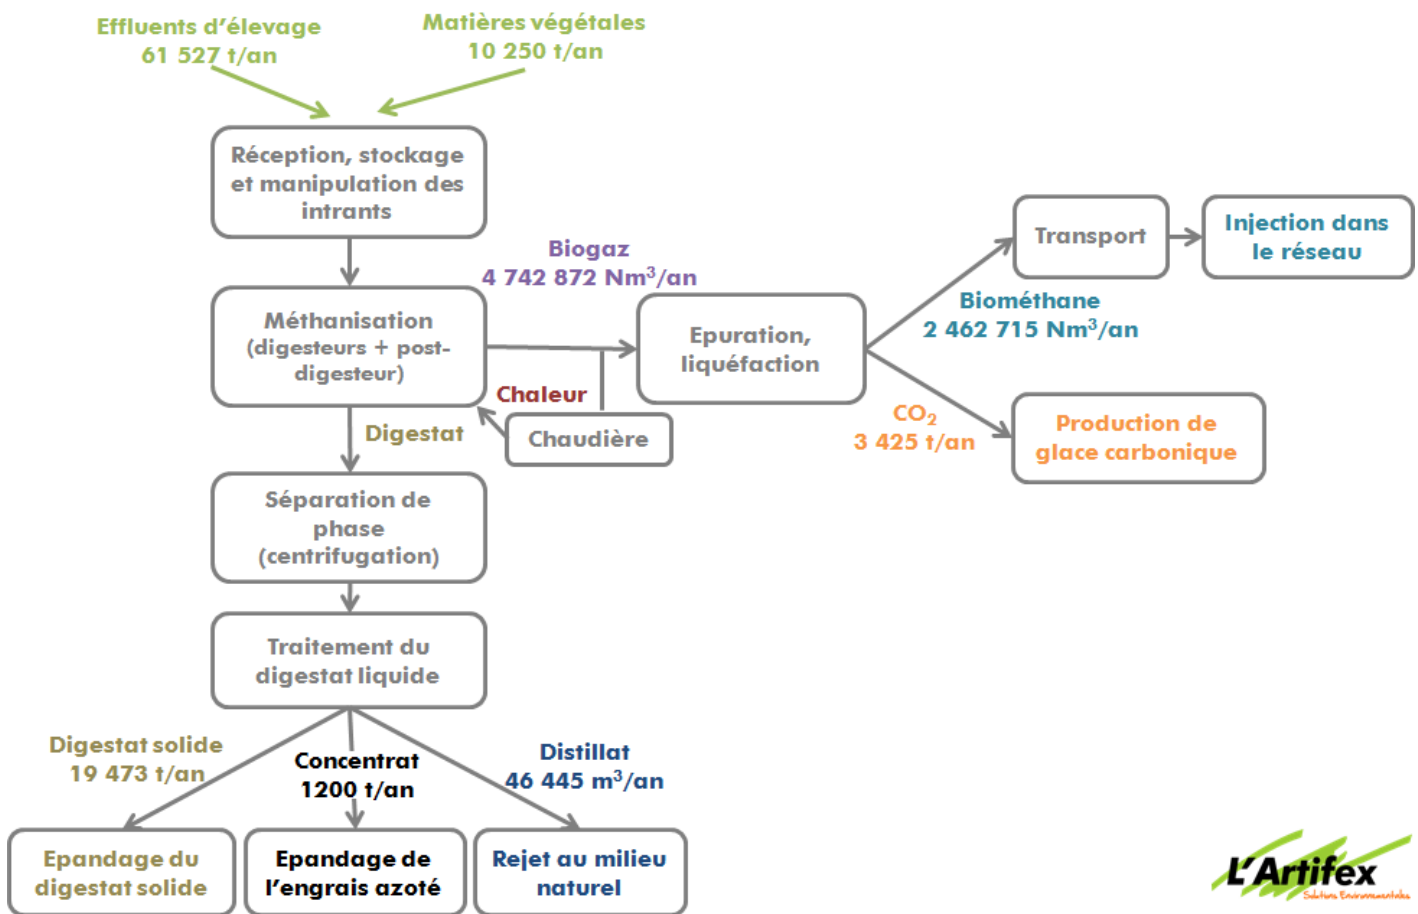 Effluents d'élevage
61 527 t/an
Matières végétales
10 250 t/an
Réception, stockage
et manipulation des
intrants
Biogaz
4 742 872 Nm³/an
Transport
Injection dans
le réseau
Méthanisation
(digesteurs + post-
digesteur)
Epuration,
liquéfaction
Biométhane
2 462 715 Nm³/an
Chaleur
Chaudière
CO₂
3 425 t/an
Production de
glace carbonique
Digestat
Séparation de
phase
(centrifugation)
Traitement du
digestat liquide
Digestat solide
19 473 t/an
Concentrat
1200 t/an
Distillat
46 445 m³/an
Epandage du
digestat solide
Epandage de
l'engrais azoté
Rejet au milieu
naturel
L'Artifex
Solutions Environnementales